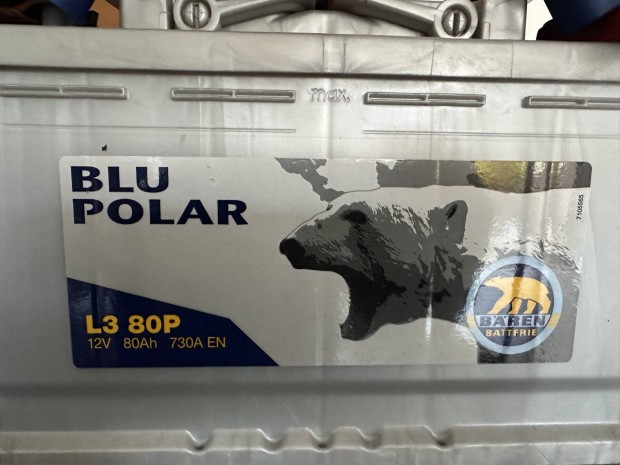 max.
BLU
POLAR
7105565
L3 80P
12V 80Ah 730A EN
BÄREN
BATTERIE